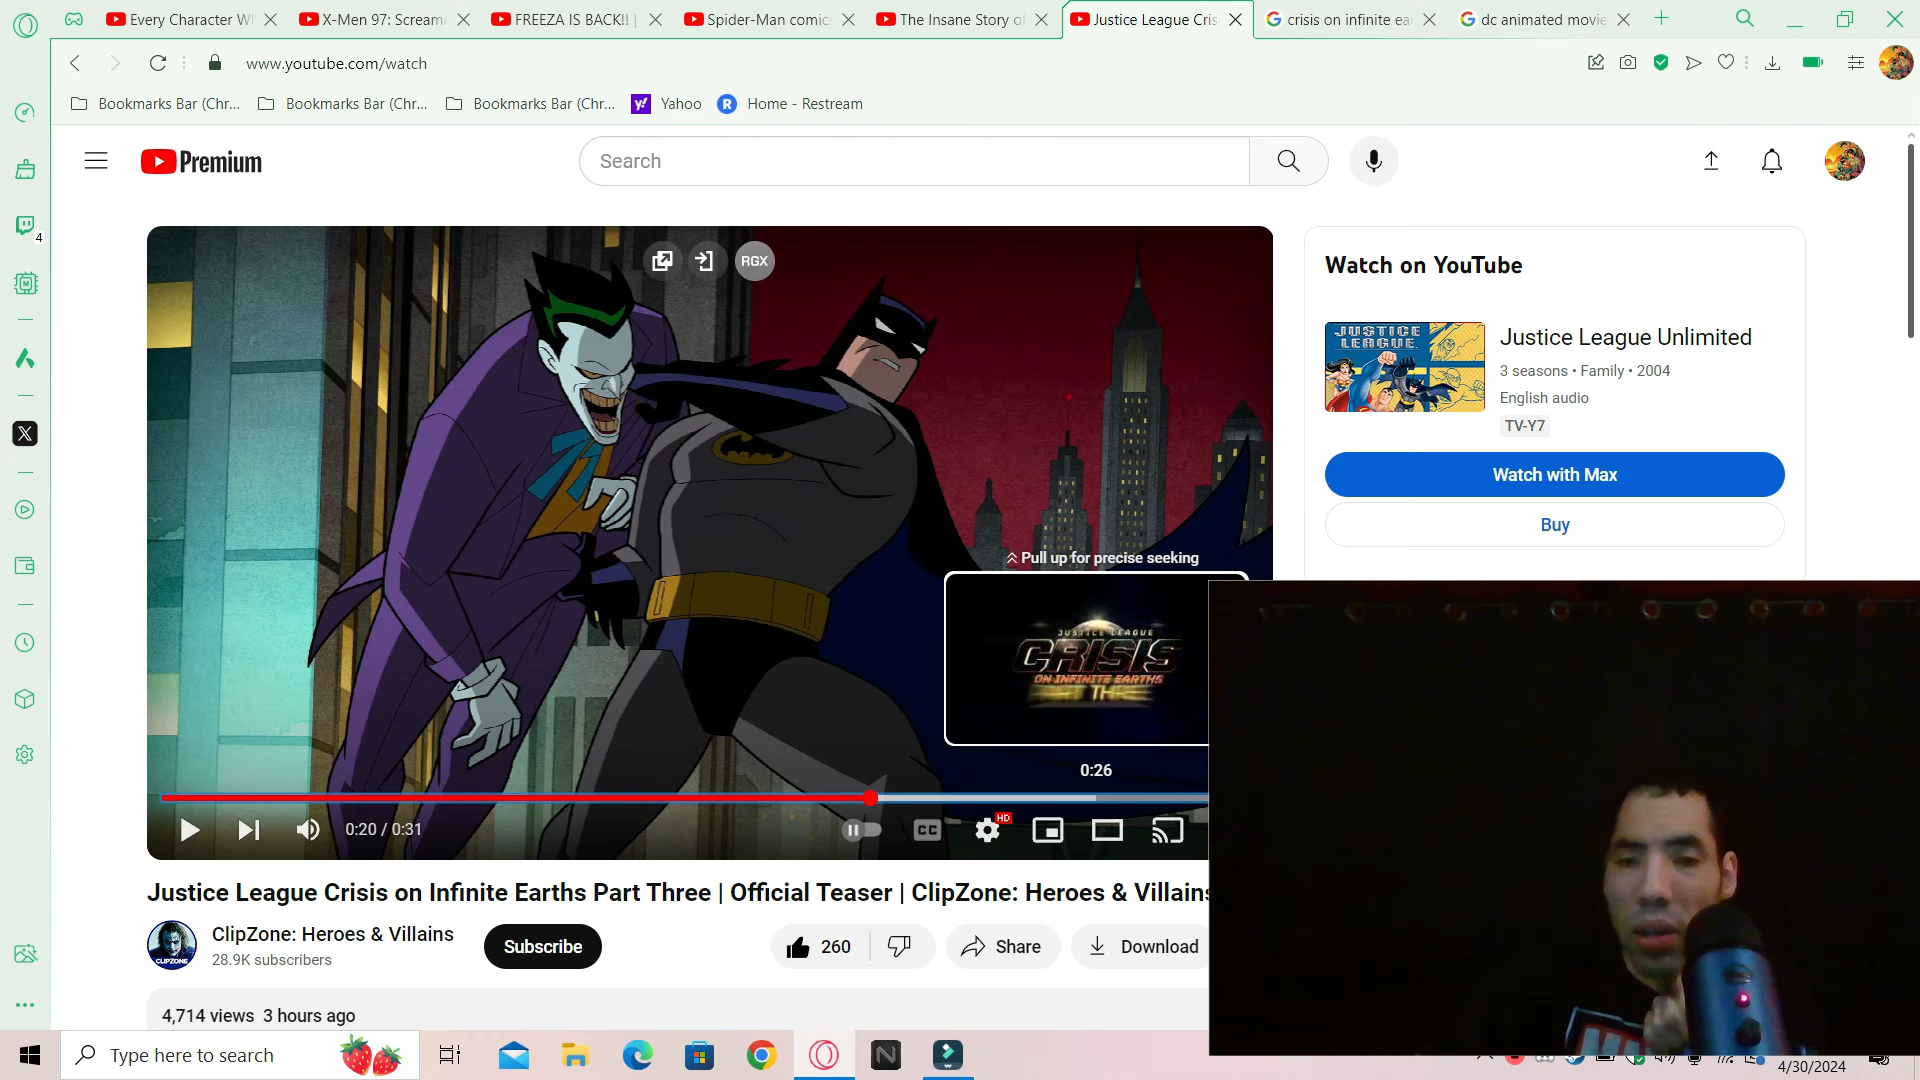 Every Character W
X-Men 97: Scream
FREEZA IS BACK!! |
Spider-Man comic
The Insane Story of
Justice League Cris
crisis on infinite ea
dc animated movie
www.youtube.com/watch
Bookmarks Bar (Chr...
Bookmarks Bar (Chr...
Bookmarks Bar (Chr...
Yahoo
Home - Restream
Premium
Search
4
RGX
Watch on YouTube
JUSTICE LEAGUE
Justice League Unlimited
3 seasons • Family • 2004
English audio
TV-Y7
Watch with Max
Buy
Pull up for precise seeking
JUSTICE LEAGUE
CRISIS
ON INFINITE EARTHS
0:26
0:20 / 0:31
CC
HD
Justice League Crisis on Infinite Earths Part Three | Official Teaser | ClipZone: Heroes & Villains
CLIPZONE
ClipZone: Heroes & Villains
28.9K subscribers
Subscribe
260
Share
Download
4,714 views 3 hours ago
Type here to search
4/30/2024